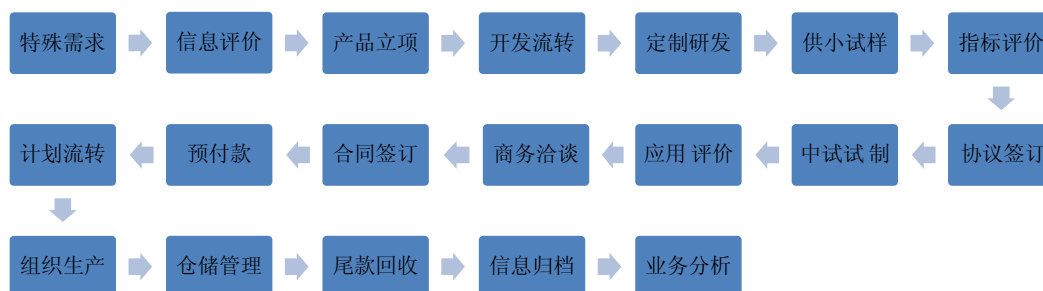 特殊需求 信息评价 产品立项 开发流转 定制研发 供小试样 指标评价
计划流转 预付款 合同签订 商务洽谈 应用 评价 中试试 制 协议签订
组织生产 仓储管理 尾款回收 信息归档 业务分析